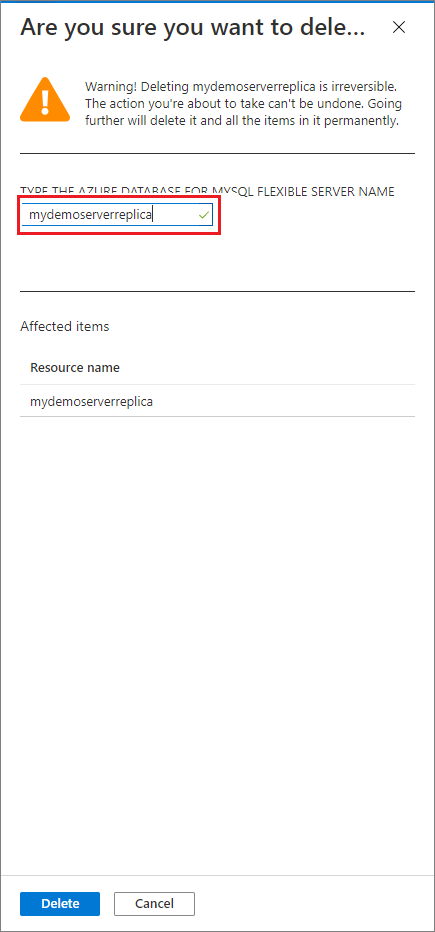 Are you sure you want to dele...
Warning! Deleting mydemoserverreplica is irreversible.
The action you're about to take can't be undone. Going
further will delete it and all the items in it permanently.
TYPE THE AZURE DATABASE FOR MYSQL FLEXIBLE SERVER NAME
mydemoserverreplica
Affected items
Resource name
mydemoserverreplica
Delete
Cancel